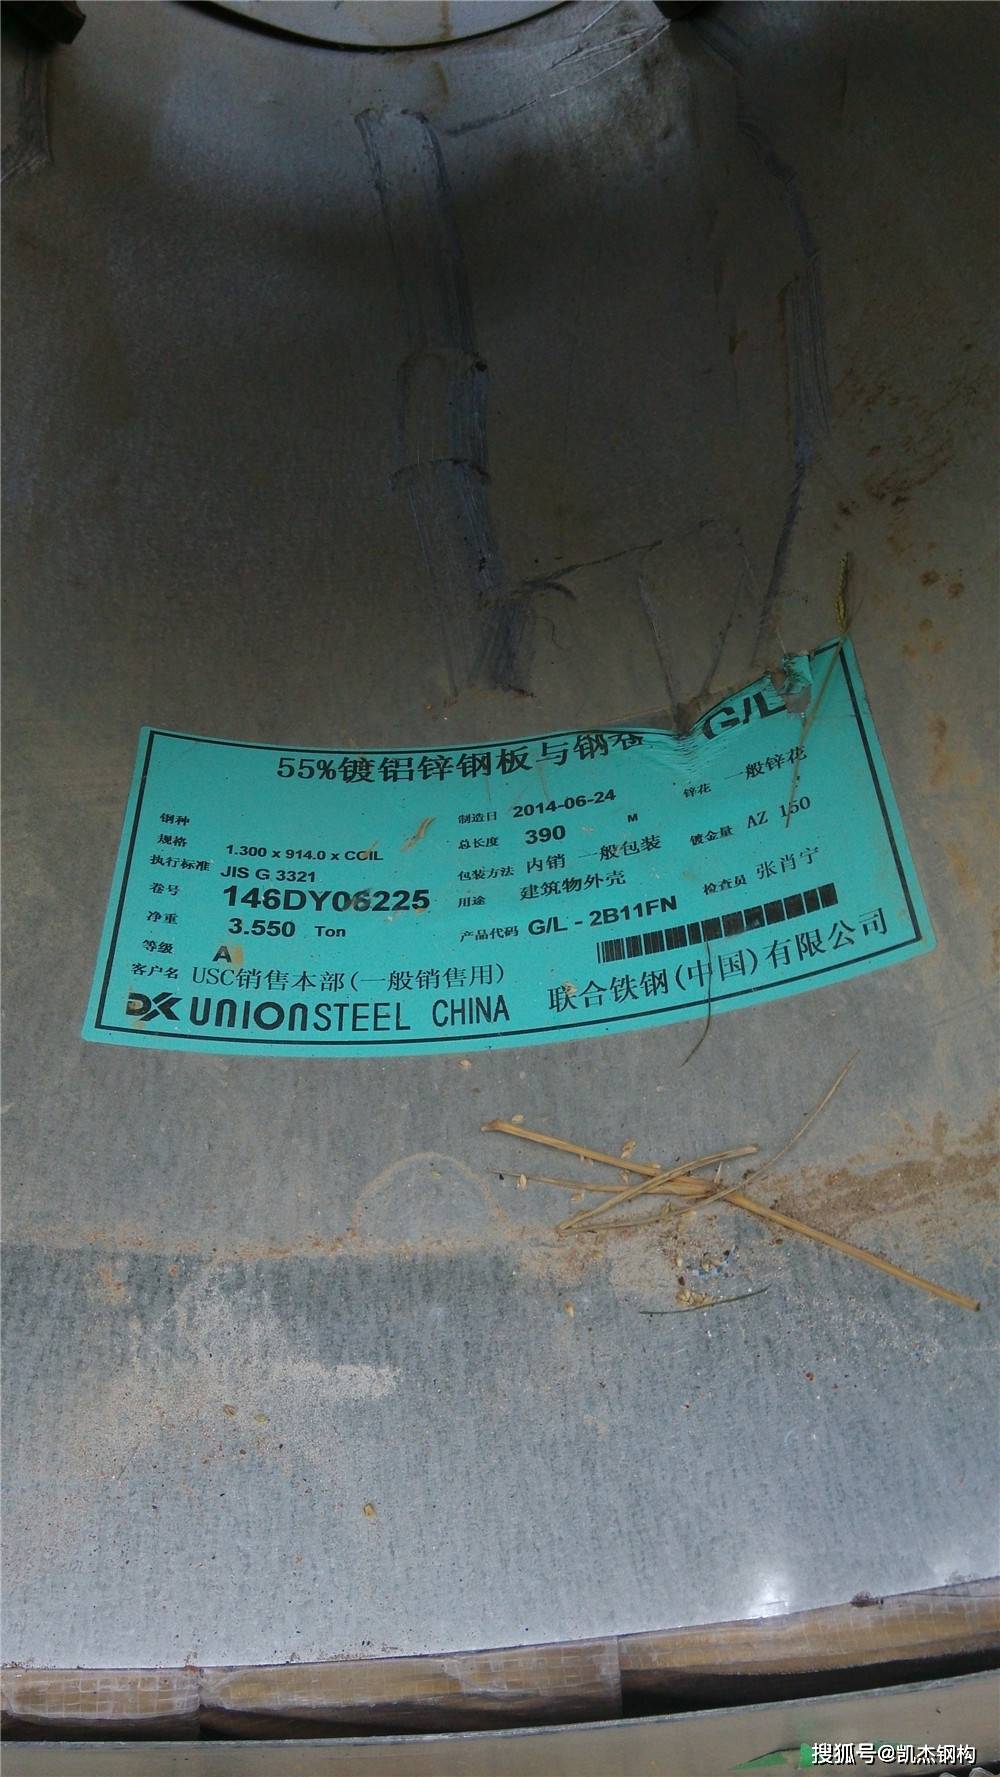 55%镀铝锌钢板与钢卷 G/L
钢种 制造日 2014-06-24 锌花 一般锌花
规格 1.300 x 914.0 x COIL 总长度 390 M 镀金量 AZ 150
执行标准 JIS G 3321 包装方法 内销 一般包装
卷号 146DY06225 用途 建筑物外壳 检查员 张肖宁
净重 3.550 Ton 产品代码 G/L - 2B11FN
等级 A
客户名 USC销售本部(一般销售用)
DK UNIONSTEEL CHINA 联合铁钢(中国)有限公司
搜狐号@凯杰钢构